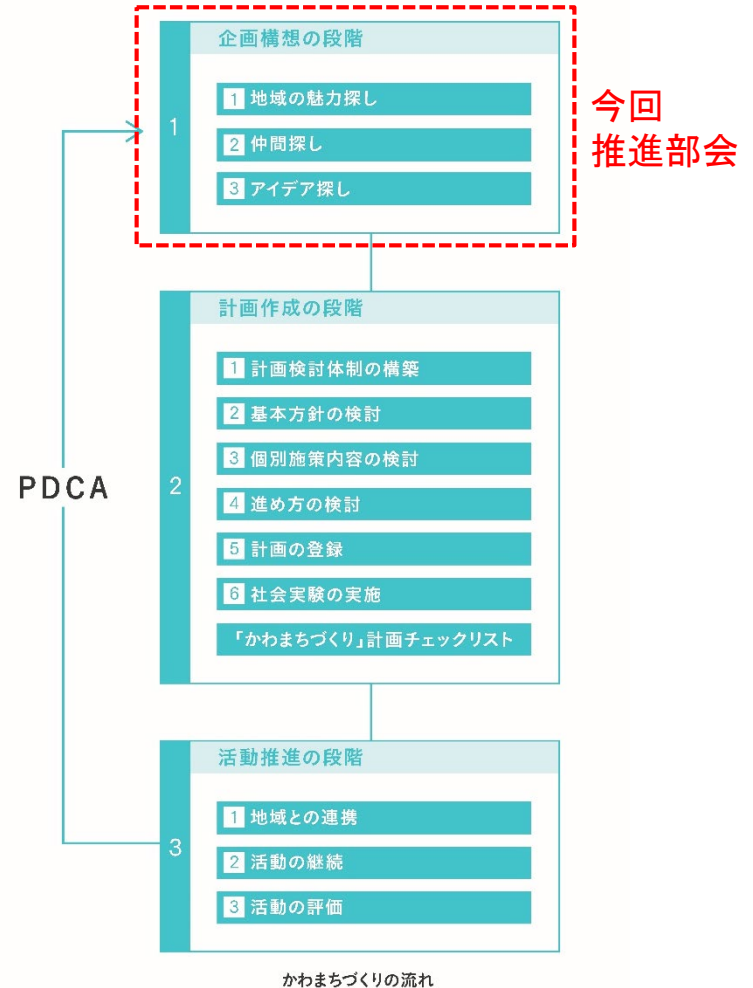 1
企画構想の段階
1 地域の魅力探し
2 仲間探し
3 アイデア探し
今回
推進部会
PDCA
2
計画作成の段階
1 計画検討体制の構築
2 基本方針の検討
3 個別施策内容の検討
4 進め方の検討
5 計画の登録
6 社会実験の実施
「かわまちづくり」計画チェックリスト
3
活動推進の段階
1 地域との連携
2 活動の継続
3 活動の評価
かわまちづくりの流れ